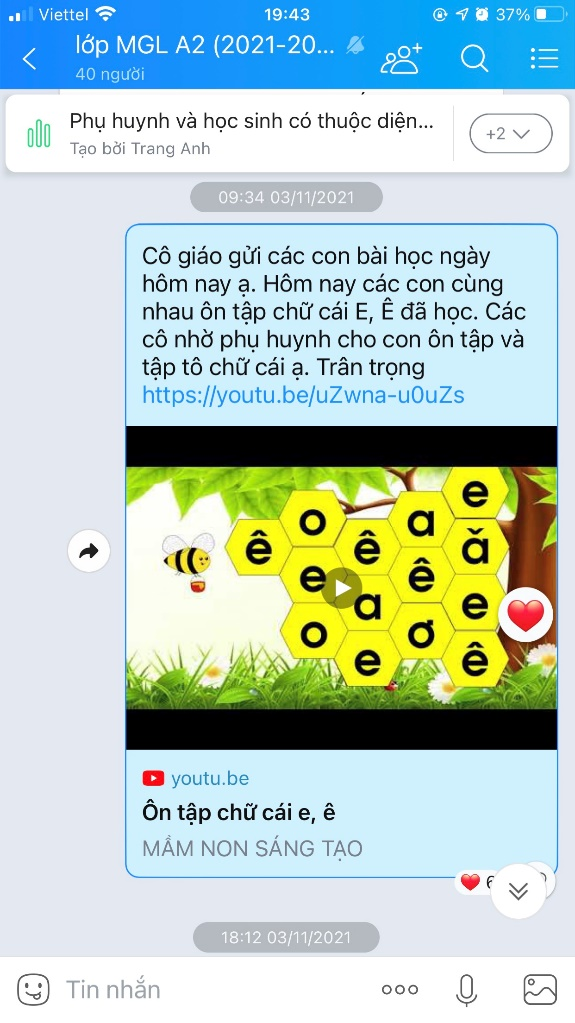 Viettel 19:43 37%
lớp MGL A2 (2021-20...
40 người
Phụ huynh và học sinh có thuộc diện...
Tạo bởi Trang Anh
+2
09:34 03/11/2021
Cô giáo gửi các con bài học ngày
hôm nay ạ. Hôm nay các con cùng
nhau ôn tập chữ cái E, Ê đã học. Các
cô nhờ phụ huynh cho con ôn tập và
tập tô chữ cái ạ. Trân trọng
https://youtu.be/uZwna-u0uZs
e
o a
ê ê ă
e ê
a e
o ơ
e ê
youtu.be
Ôn tập chữ cái e, ê
MẦM NON SÁNG TẠO
18:12 03/11/2021
Tin nhắn